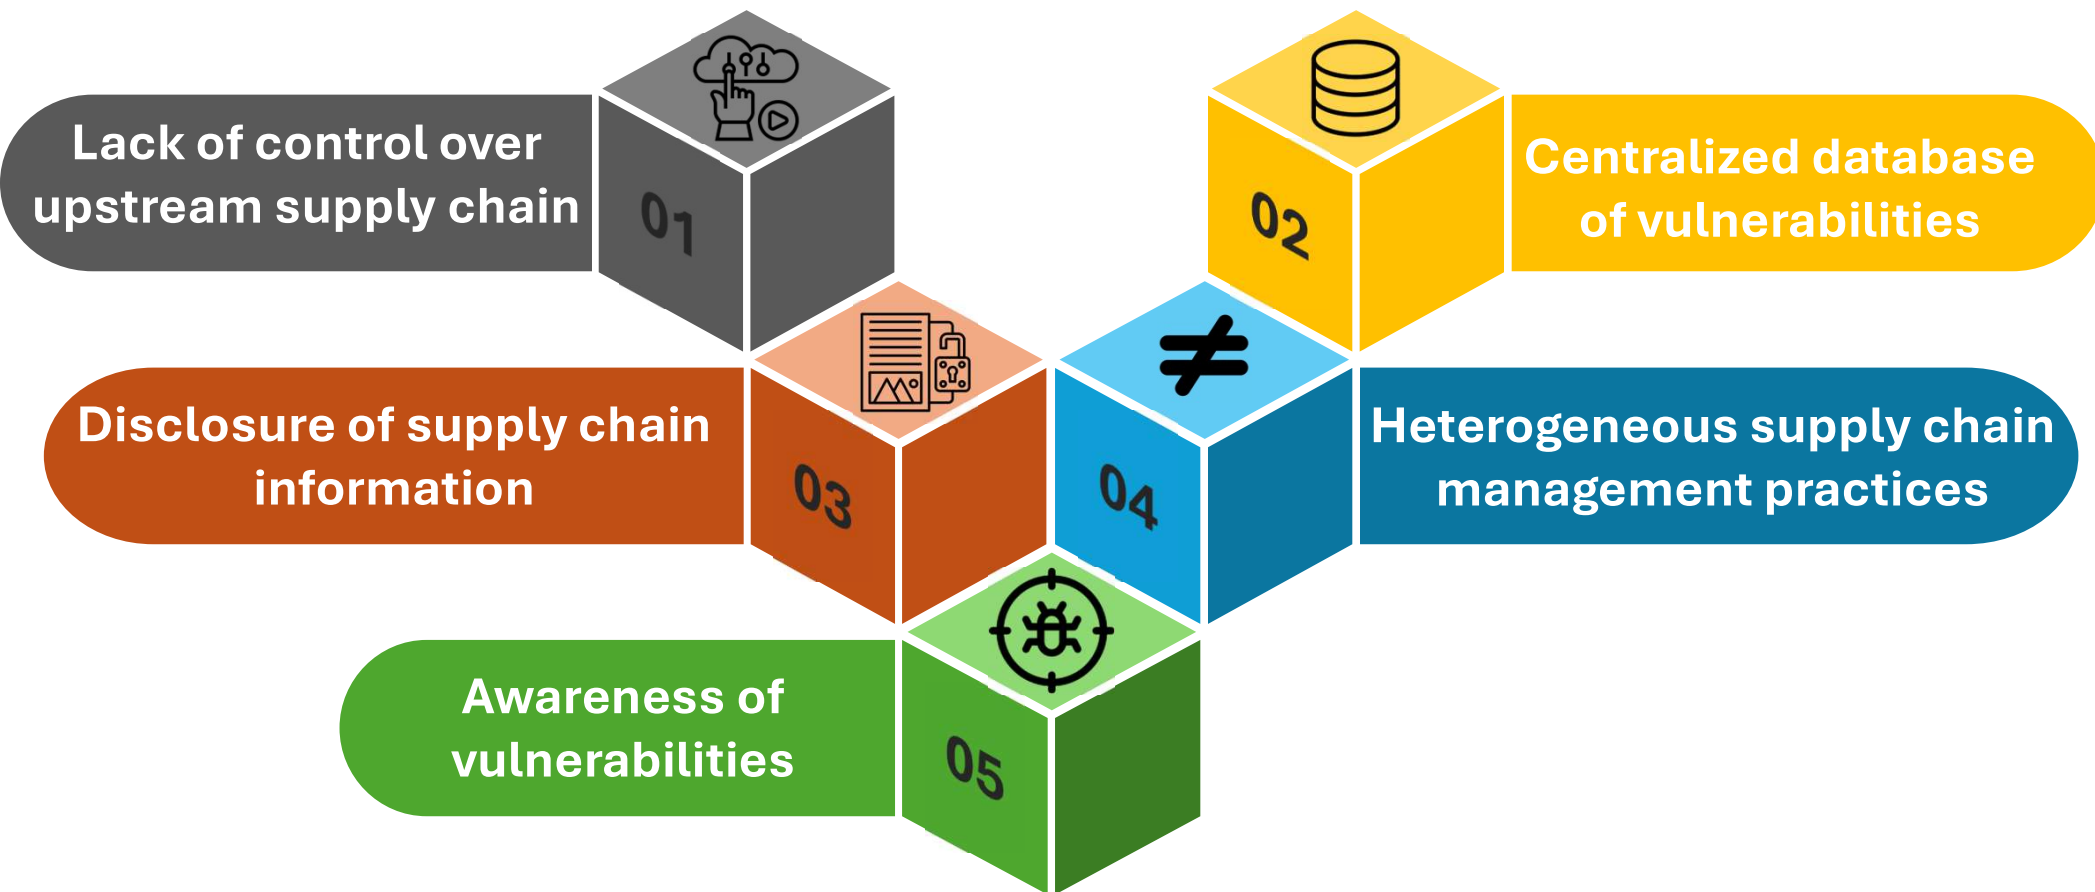 Lack of control over
upstream supply chain
01
02
Centralized database
of vulnerabilities
Disclosure of supply chain
information
03
04
Heterogeneous supply chain
management practices
Awareness of
vulnerabilities
05